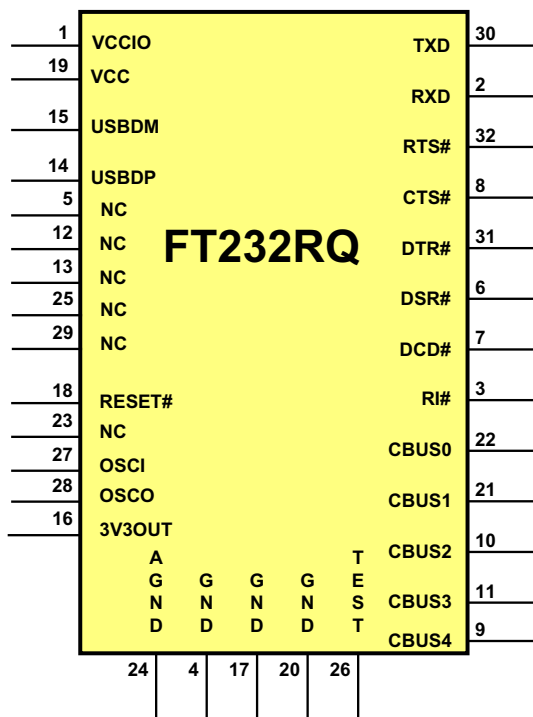 1 VCCIO
19 VCC
15 USBDM
14 USBDP
5 NC
12 NC
13 NC
25 NC
29 NC
18 RESET#
23 NC
27 OSCI
28 OSCO
16 3V3OUT
FT232RQ
TXD 30
RXD 2
RTS# 32
CTS# 8
DTR# 31
DSR# 6
DCD# 7
RI# 3
CBUS0 22
CBUS1 21
CBUS2 10
CBUS3 11
CBUS4 9
AGND
GND
GND
GND
TEST
24 4 17 20 26